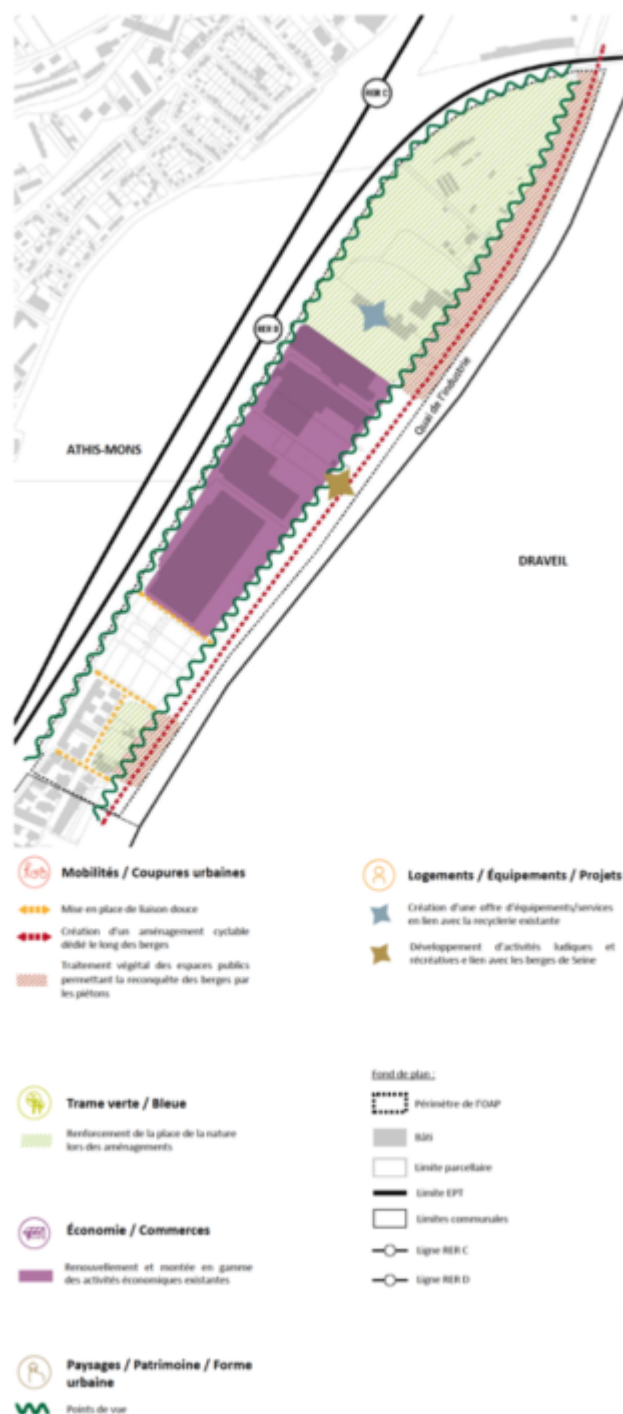 RER C
RER D
Quai de l'industrie
ATHIS-MONS
DRAVEIL
Mobilités / Coupures urbaines
Mise en place de liaison douce
Création d'un aménagement cyclable
dédié le long des berges
Traitement végétal des espaces publics
permettant la reconquête des berges par
les piétons
Logements / Équipements / Projets
Création d'une offre d'équipements/services
en lien avec la recyclerie existante
Développement d'activités ludiques et
récréatives e lien avec les berges de Seine
Trame verte / Bleue
Renforcement de la place de la nature
lors des aménagements
Économie / Commerces
Renouvellement et montée en gamme
des activités économiques existantes
Paysages / Patrimoine / Forme
urbaine
Points de vue
Fond de plan :
Périmètre de l'OAP
Bâti
Limite parcellaire
Limite EPT
Limites communales
Ligne RER C
Ligne RER D